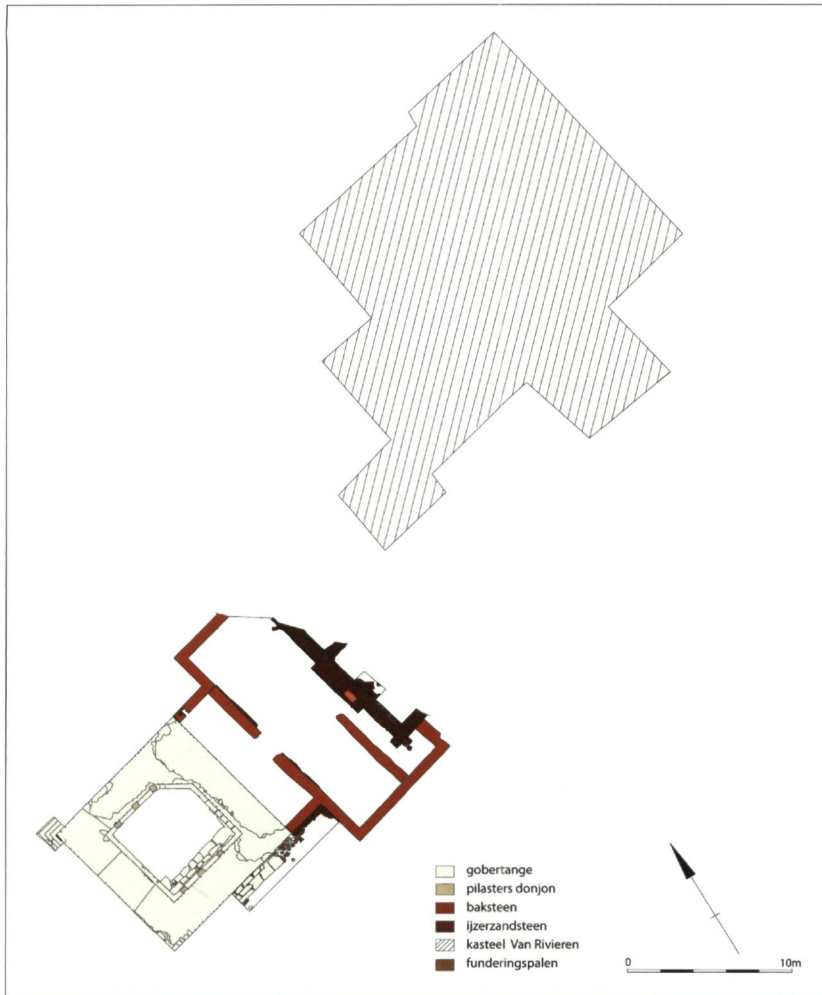 gobertange
pilasters donjon
baksteen
ijzerzandsteen
kasteel Van Rivieren
funderingspalen
0 10m